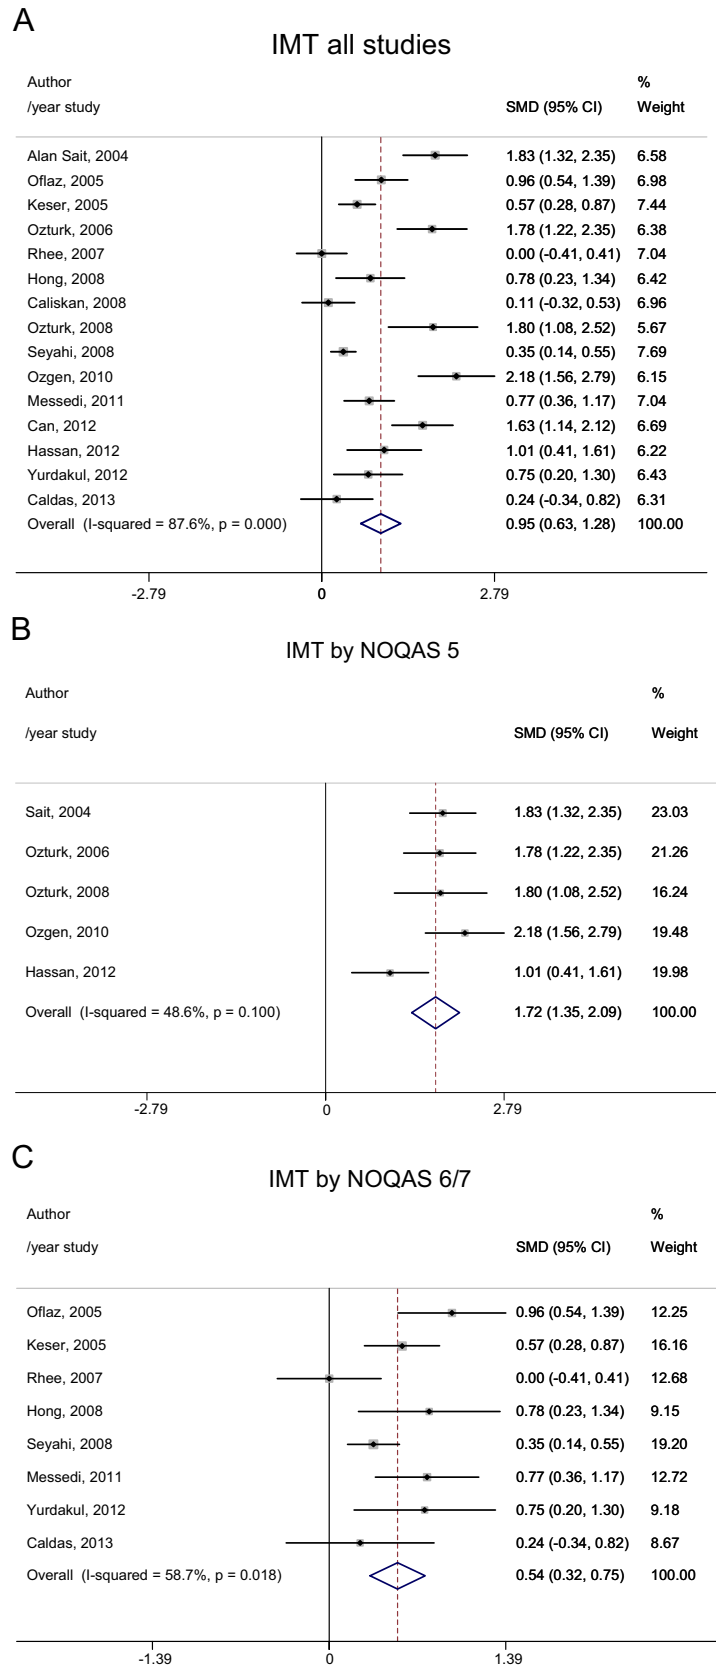 A
IMT all studies
Author %
/year study SMD (95% CI) Weight
Alan Sait, 2004 1.83 (1.32, 2.35) 6.58
Oflaz, 2005 0.96 (0.54, 1.39) 6.98
Keser, 2005 0.57 (0.28, 0.87) 7.44
Ozturk, 2006 1.78 (1.22, 2.35) 6.38
Rhee, 2007 0.00 (-0.41, 0.41) 7.04
Hong, 2008 0.78 (0.23, 1.34) 6.42
Caliskan, 2008 0.11 (-0.32, 0.53) 6.96
Ozturk, 2008 1.80 (1.08, 2.52) 5.67
Seyahi, 2008 0.35 (0.14, 0.55) 7.69
Ozgen, 2010 2.18 (1.56, 2.79) 6.15
Messedi, 2011 0.77 (0.36, 1.17) 7.04
Can, 2012 1.63 (1.14, 2.12) 6.69
Hassan, 2012 1.01 (0.41, 1.61) 6.22
Yurdakul, 2012 0.75 (0.20, 1.30) 6.43
Caldas, 2013 0.24 (-0.34, 0.82) 6.31
Overall (I-squared = 87.6%, p = 0.000) 0.95 (0.63, 1.28) 100.00
-2.79 0 2.79
B
IMT by NOQAS 5
Author %
/year study SMD (95% CI) Weight
Sait, 2004 1.83 (1.32, 2.35) 23.03
Ozturk, 2006 1.78 (1.22, 2.35) 21.26
Ozturk, 2008 1.80 (1.08, 2.52) 16.24
Ozgen, 2010 2.18 (1.56, 2.79) 19.48
Hassan, 2012 1.01 (0.41, 1.61) 19.98
Overall (I-squared = 48.6%, p = 0.100) 1.72 (1.35, 2.09) 100.00
-2.79 0 2.79
C
IMT by NOQAS 6/7
Author %
/year study SMD (95% CI) Weight
Oflaz, 2005 0.96 (0.54, 1.39) 12.25
Keser, 2005 0.57 (0.28, 0.87) 16.16
Rhee, 2007 0.00 (-0.41, 0.41) 12.68
Hong, 2008 0.78 (0.23, 1.34) 9.15
Seyahi, 2008 0.35 (0.14, 0.55) 19.20
Messedi, 2011 0.77 (0.36, 1.17) 12.72
Yurdakul, 2012 0.75 (0.20, 1.30) 9.18
Caldas, 2013 0.24 (-0.34, 0.82) 8.67
Overall (I-squared = 58.7%, p = 0.018) 0.54 (0.32, 0.75) 100.00
-1.39 0 1.39